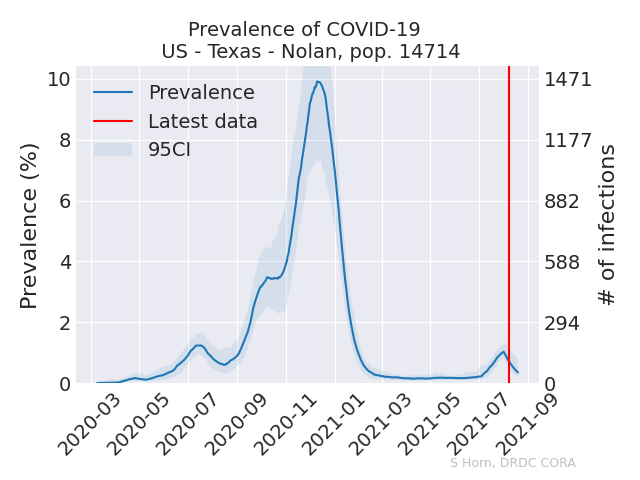 Prevalence of COVID-19
US - Texas - Nolan, pop. 14714
Prevalence (%)
10
8
6
4
2
0
Prevalence
Latest data
95CI
1471
1177
882
588
294
0
# of infections
2020-03
2020-05
2020-07
2020-09
2020-11
2021-01
2021-03
2021-05
2021-07
2021-09
S Horn, DRDC CORA